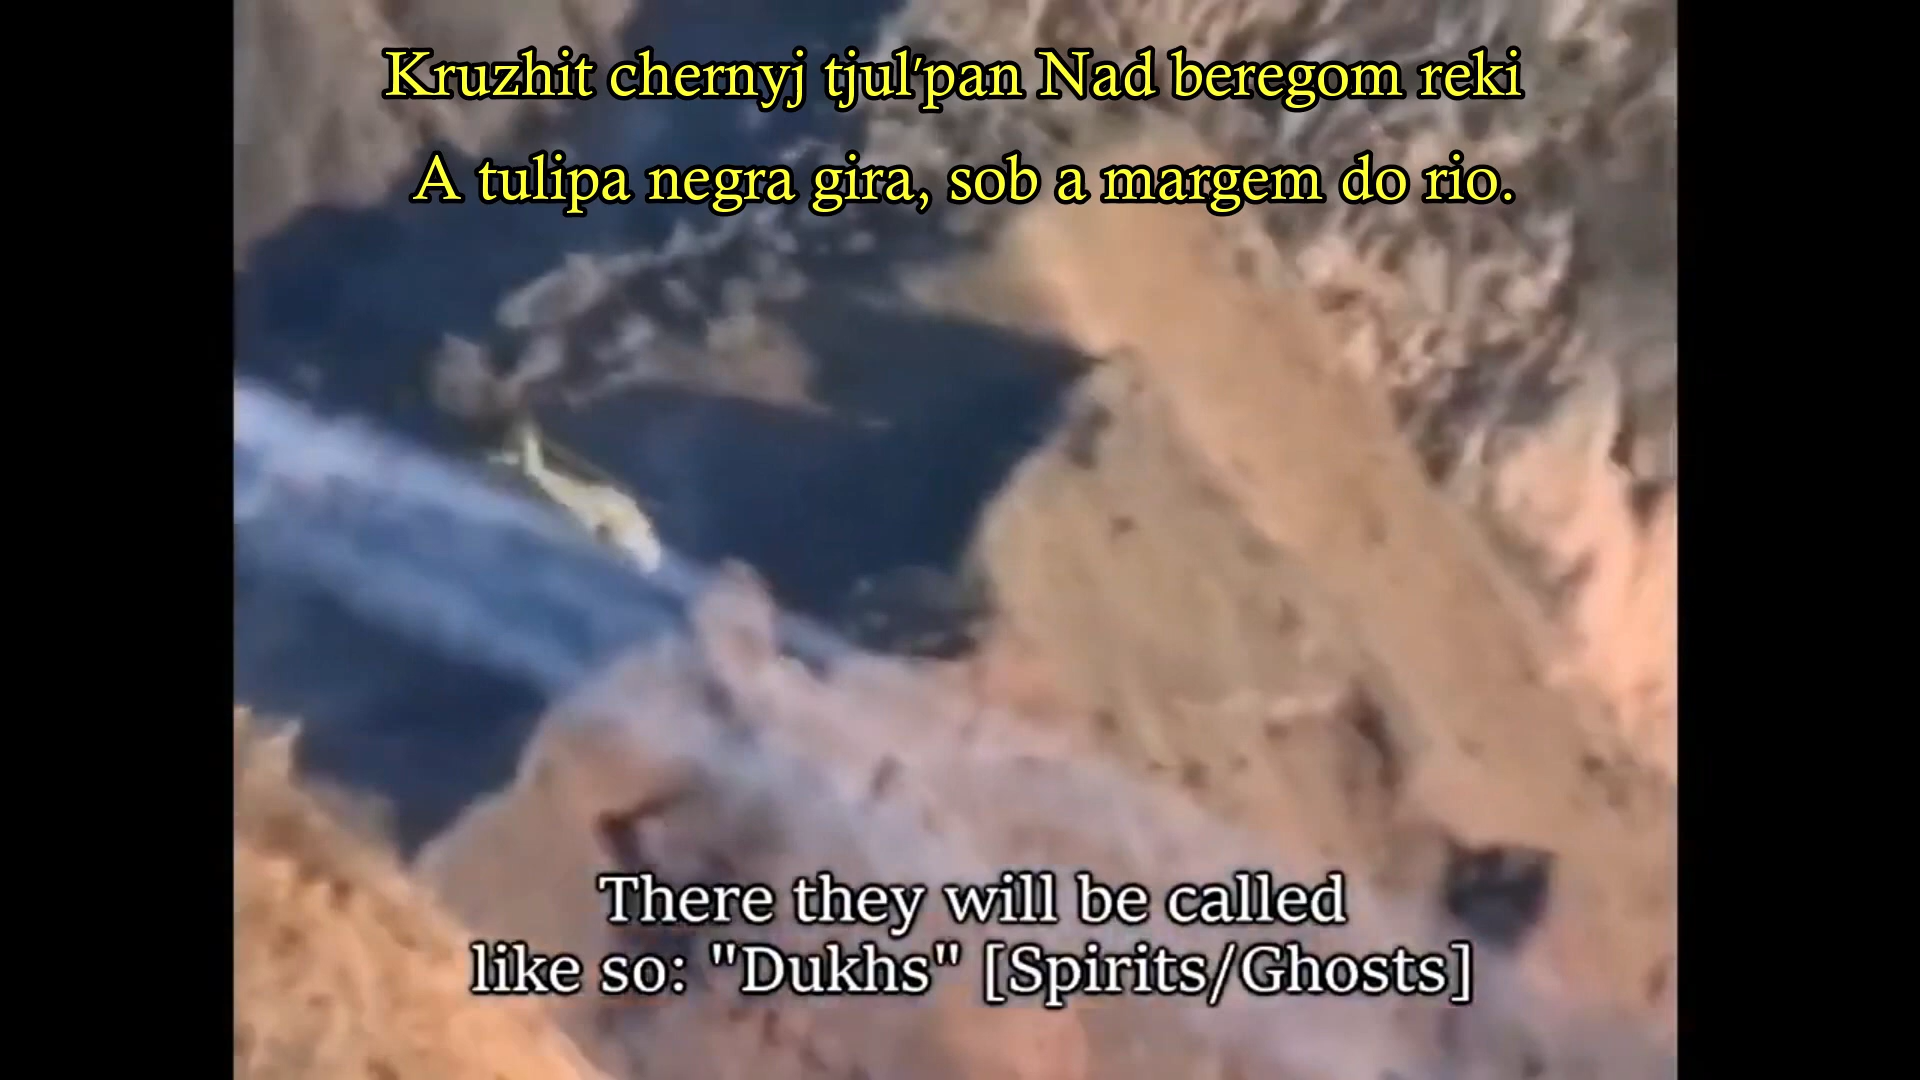 Kruzhit chernyj tjul'pan Nad beregom reki
A tulipa negra gira, sob a margem do rio.
There they will be called
like so: "Dukhs" [Spirits/Ghosts]